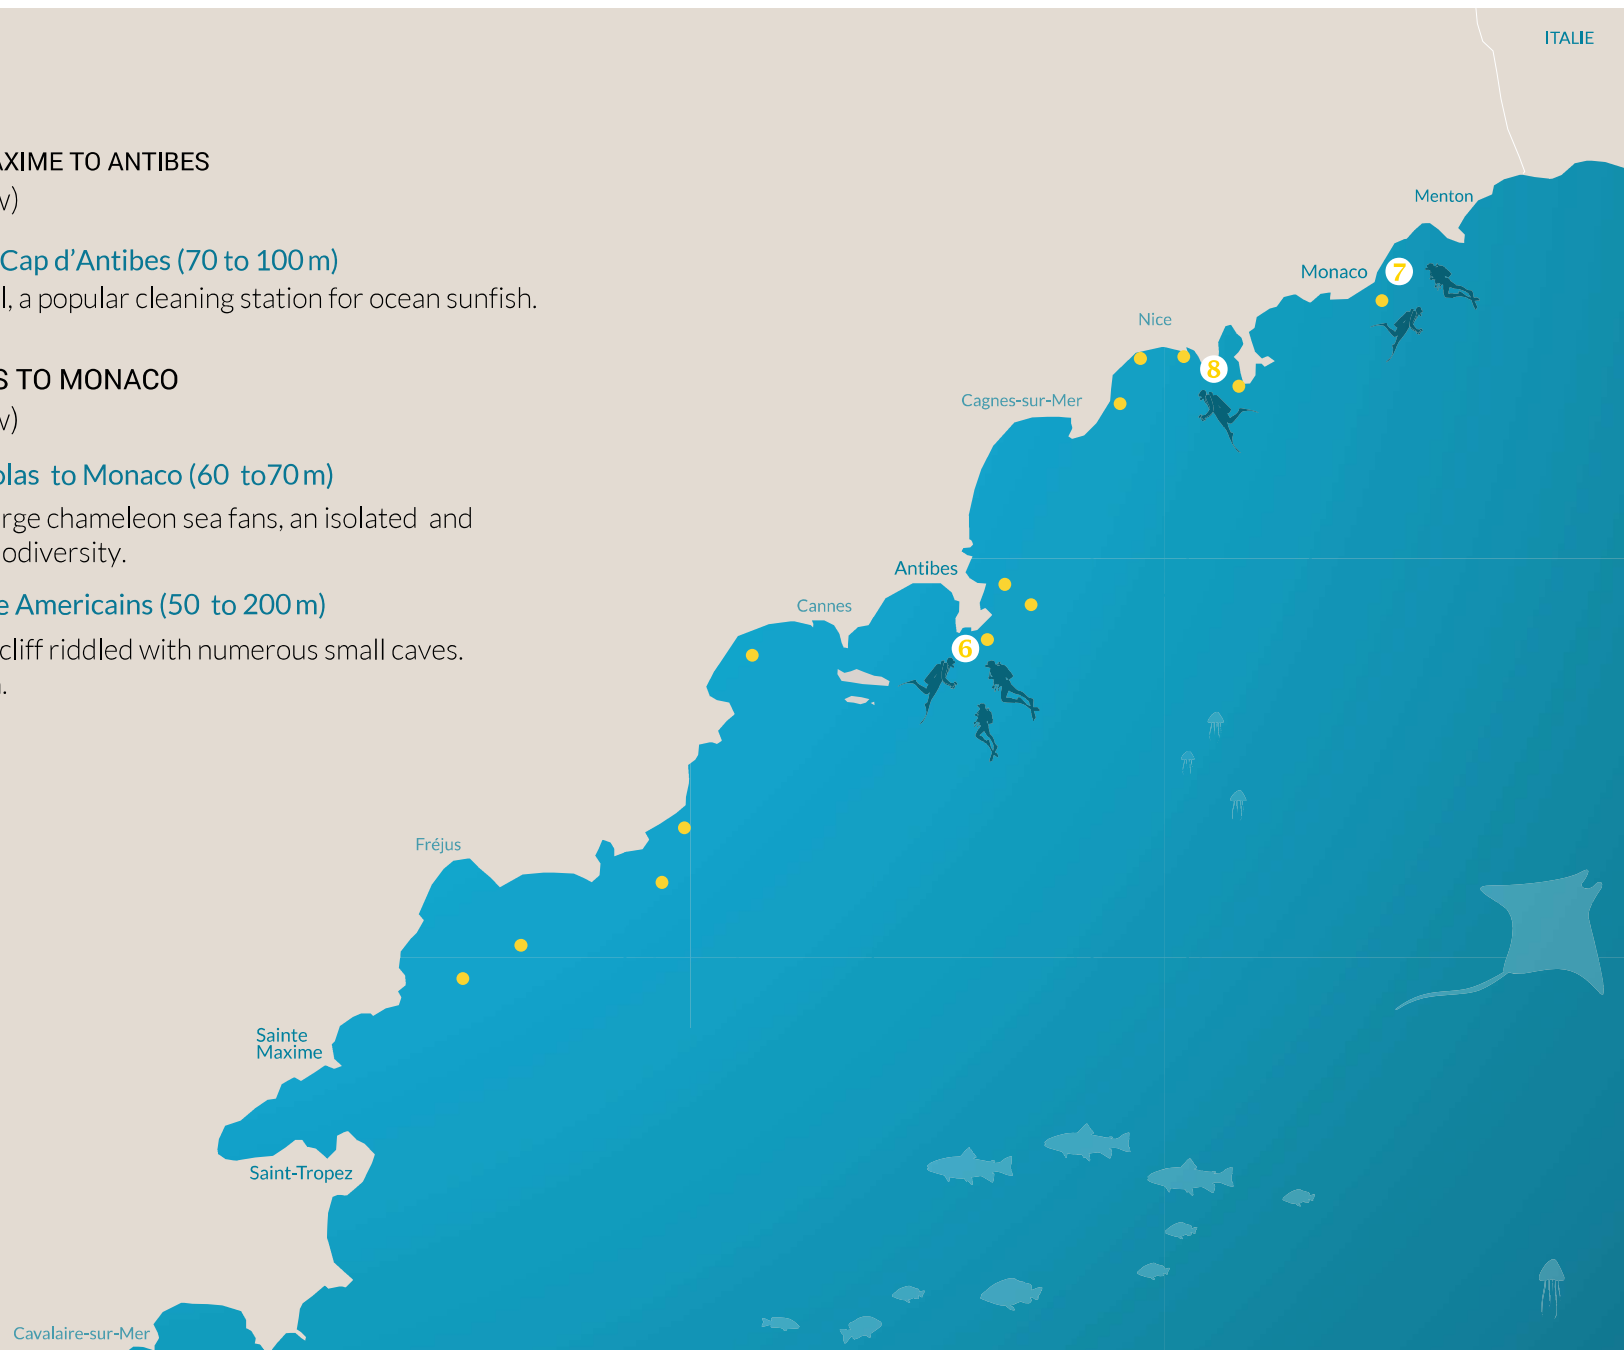 AXIME TO ANTIBES
Cap d'Antibes (70 to 100 m)
l, a popular cleaning station for ocean sunfish.
S TO MONACO
olas to Monaco (60 to70 m)
rge chameleon sea fans, an isolated and
odiversity.
e Americains (50 to 200 m)
cliff riddled with numerous small caves.
ITALIE
Menton
Monaco
7
Nice
8
Cagnes-sur-Mer
Antibes
Cannes
6
Fréjus
Sainte
Maxime
Saint-Tropez
Cavalaire-sur-Mer